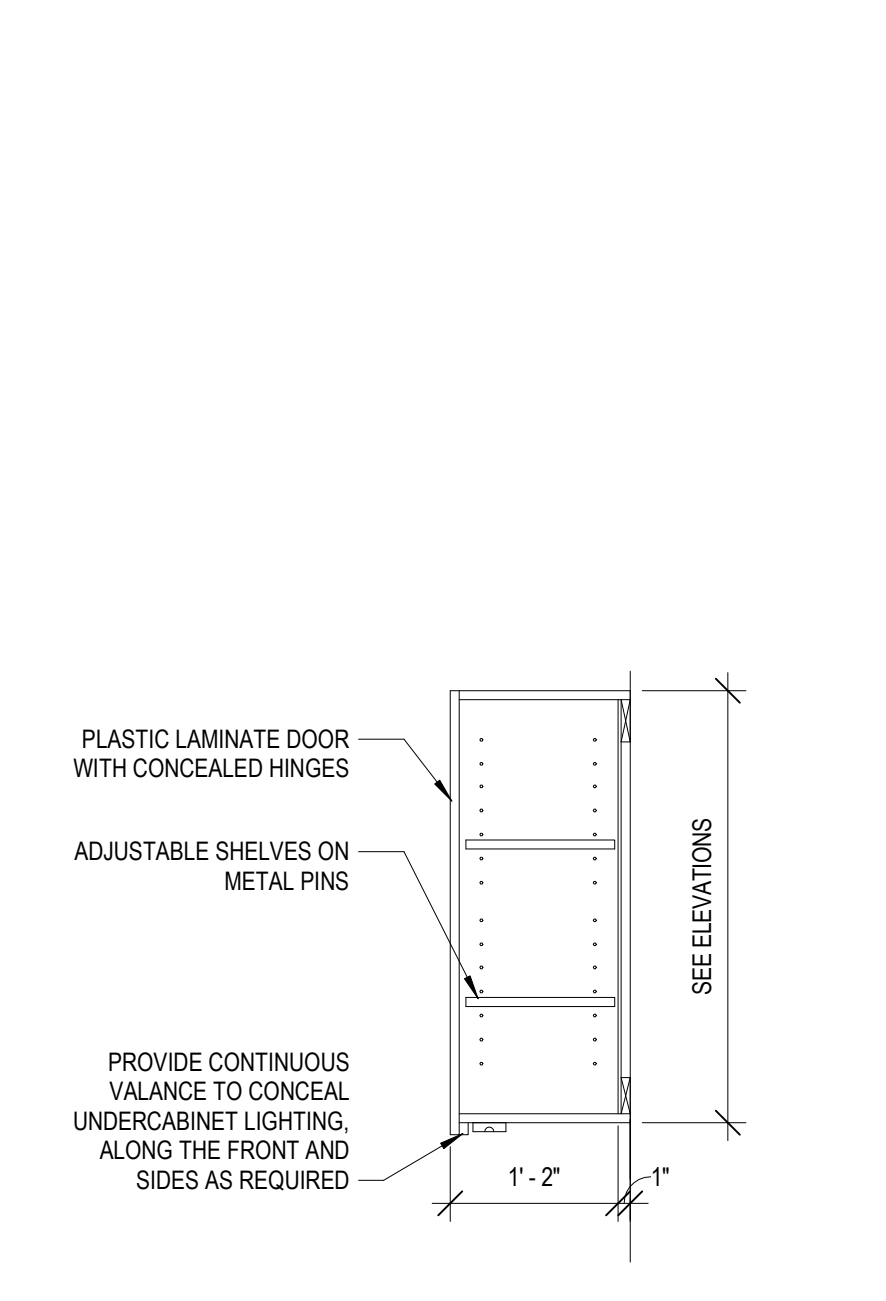 PLASTIC LAMINATE DOOR
WITH CONCEALED HINGES
ADJUSTABLE SHELVES ON
METAL PINS
SEE ELEVATIONS
PROVIDE CONTINUOUS
VALANCE TO CONCEAL
UNDERCABINET LIGHTING,
ALONG THE FRONT AND
SIDES AS REQUIRED
1' - 2"
1"